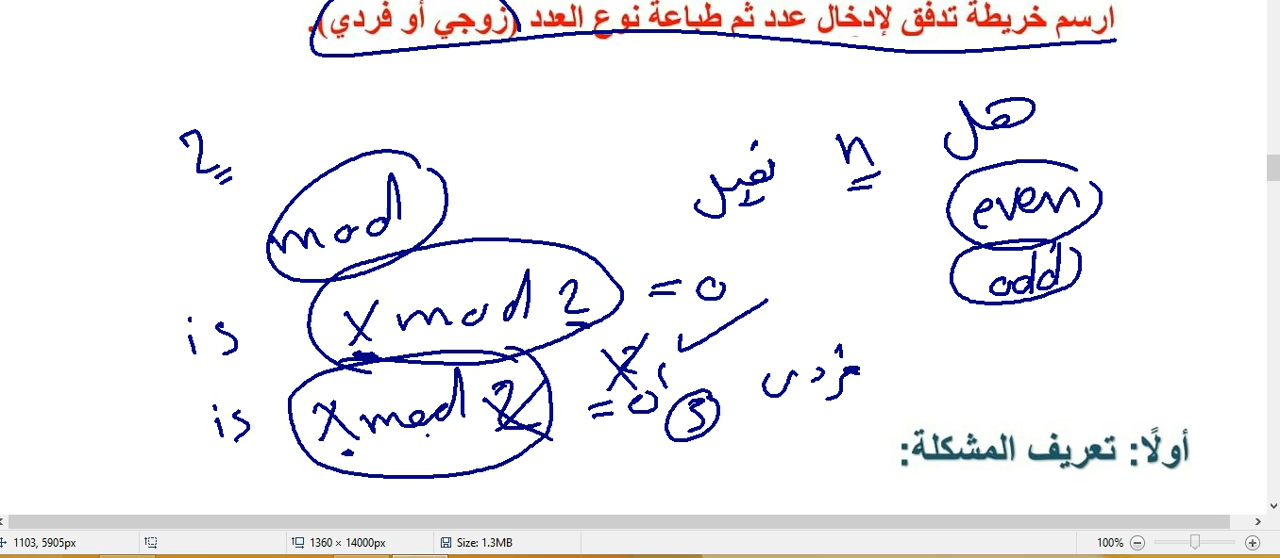 ارسم خريطة تدفق لإدخال عدد ثم طباعة نوع العدد (زوجي أو فردي).
هل
n
2
mod
even
odd
is x mod 2 = 0
is x mod 2 = 0
3
أولًا: تعريف المشكلة:
1103, 5905px
1360 × 14000px
Size: 1.3MB
100%